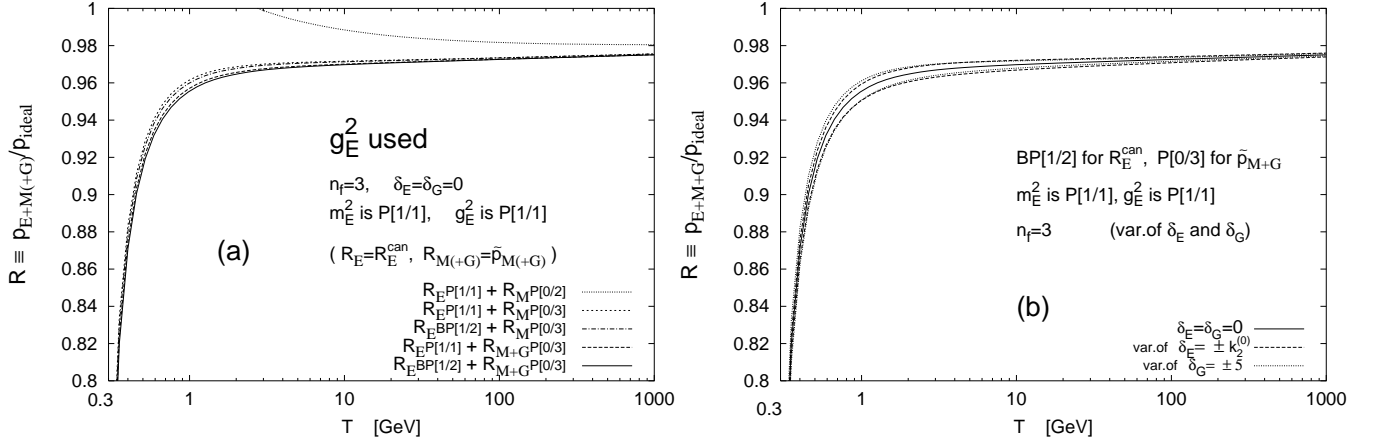 R ≡ p_{E+M(+G)}/p_{ideal}
1
0.98
0.96
0.94
0.92
0.9
0.88
0.86
0.84
0.82
0.8
g_E^2 used
n_f=3, δ_E=δ_G=0
m_E^2 is P[1/1], g_E^2 is P[1/1]
(a)
( R_E=R_E^{can}, R_{M(+G)}=p̃_{M(+G)} )
R_E P[1/1] + R_M P[0/2]
R_E P[1/1] + R_M P[0/3]
R_E BP[1/2] + R_M P[0/3]
R_E P[1/1] + R_{M+G} P[0/3]
R_E BP[1/2] + R_{M+G} P[0/3]
0.3 1 10 100 1000
T [GeV]
R ≡ p_{E+M+G}/p_{ideal}
1
0.98
0.96
0.94
0.92
0.9
0.88
0.86
0.84
0.82
0.8
BP[1/2] for R_E^{can}, P[0/3] for p̃_{M+G}
m_E^2 is P[1/1], g_E^2 is P[1/1]
n_f=3 (var.of δ_E and δ_G)
(b)
δ_E=δ_G=0
var.of δ_E= ± k_2^{(0)}
var.of δ_G= ± 5
0.3 1 10 100 1000
T [GeV]